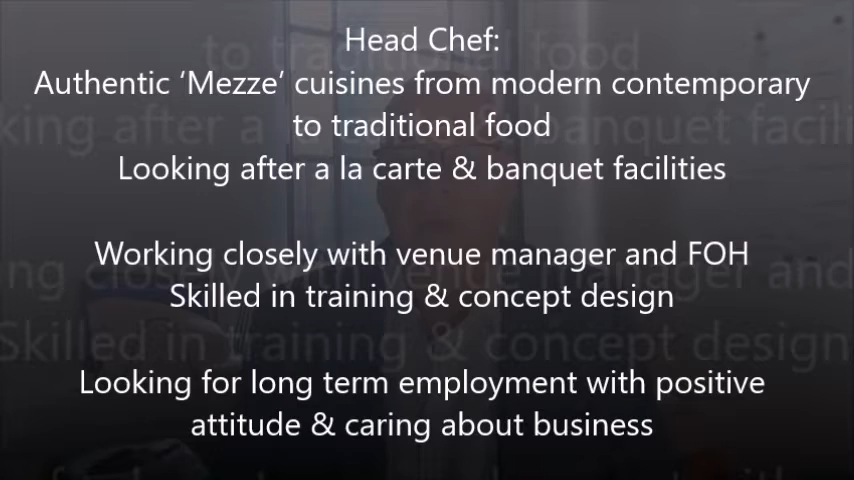 Head Chef:
Authentic ‘Mezze’ cuisines from modern contemporary
to traditional food
Looking after a la carte & banquet facilities
Working closely with venue manager and FOH
Skilled in training & concept design
Looking for long term employment with positive
attitude & caring about business